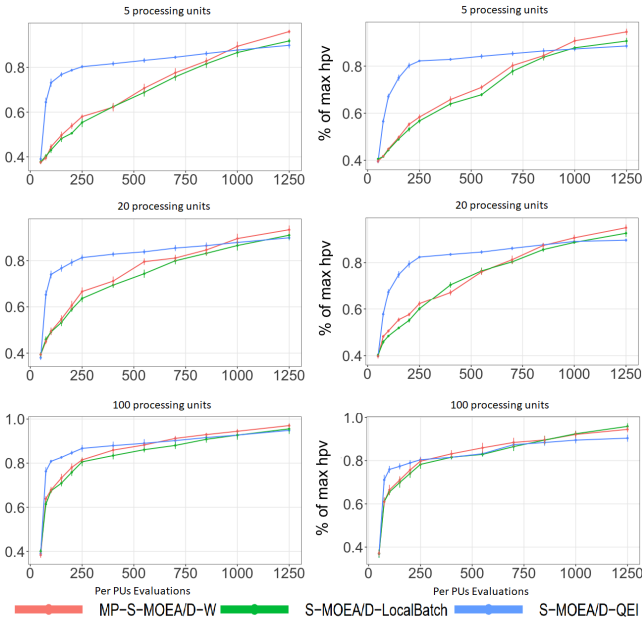 5 processing units
5 processing units
0.8
0.6
0.4
0 250 500 750 1000 1250
% of max hpv
0.8
0.6
0.4
0 250 500 750 1000 1250
20 processing units
20 processing units
0.8
0.6
0.4
0 250 500 750 1000 1250
% of max hpv
0.8
0.6
0.4
0 250 500 750 1000 1250
100 processing units
100 processing units
1.0
0.8
0.6
0.4
0 250 500 750 1000 1250
% of max hpv
1.0
0.8
0.6
0.4
0 250 500 750 1000 1250
Per PUs Evaluations
Per PUs Evaluations
MP-S-MOEA/D-W S-MOEA/D-LocalBatch S-MOEA/D-QEI